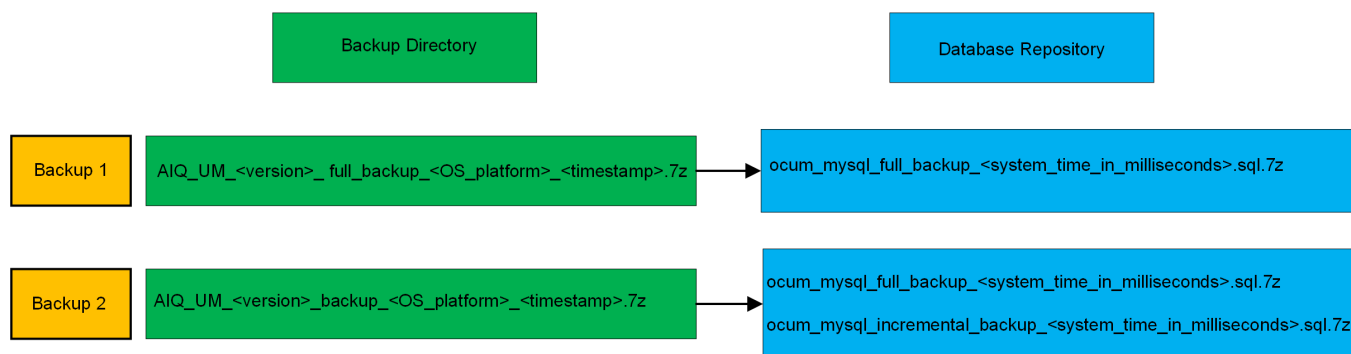 Backup Directory
Database Repository
Backup 1
AIQ_UM_<version>_ full_backup_<OS_platform>_<timestamp>.7z
ocum_mysql_full_backup_<system_time_in_milliseconds>.sql.7z
Backup 2
AIQ_UM_<version>_backup_<OS_platform>_<timestamp>.7z
ocum_mysql_full_backup_<system_time_in_milliseconds>.sql.7z
ocum_mysql_incremental_backup_<system_time_in_milliseconds>.sql.7z